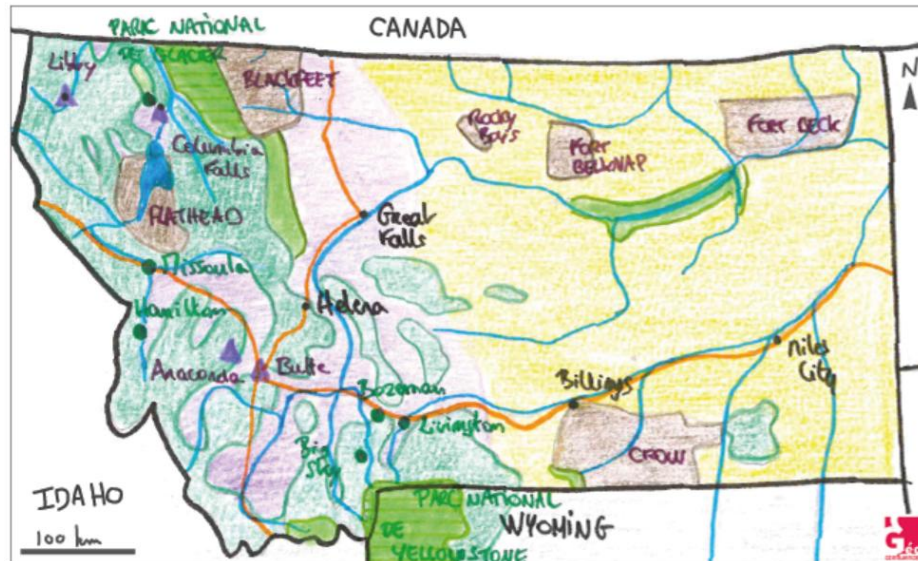 PARC NATIONAL
DE GLACIER
CANADA
N
Libby
BLACKFEET
Rocky
Boy's
FORT
BELKNAP
FORT PECK
Columbia
Falls
FLATHEAD
Great
Falls
Missoula
Hamilton
Helena
Anaconda
Butte
Bozeman
Livingston
Billings
Miles
City
Big
Sky
CROW
IDAHO
100 km
PARC NATIONAL
DE
YELLOWSTONE
WYOMING